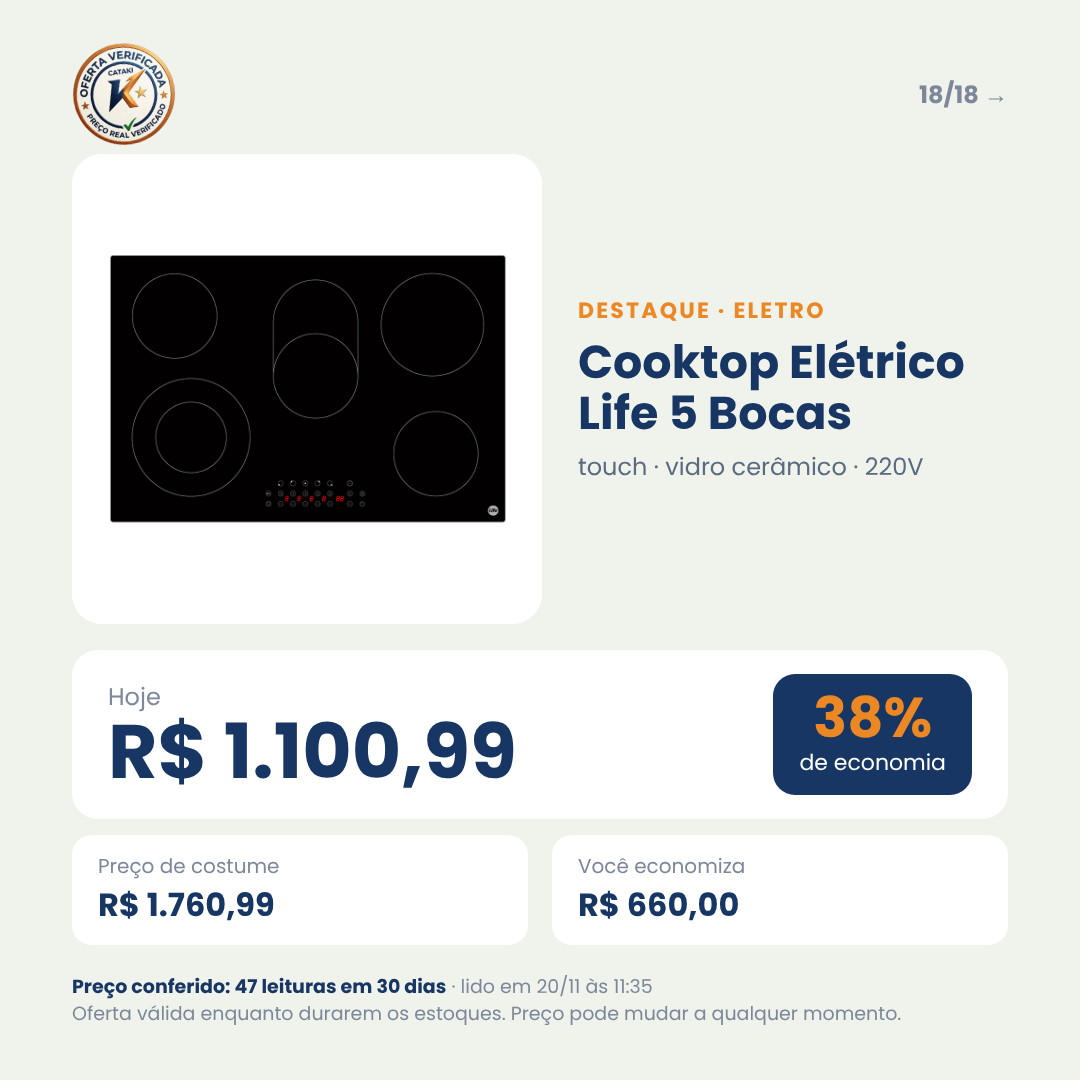 OFERTA VERIFICADA
CATAKI
K
PREÇO REAL VERIFICADO
18/18 →
DESTAQUE · ELETRO
Cooktop Elétrico
Life 5 Bocas
touch · vidro cerâmico · 220V
Hoje
R$ 1.100,99
38%
de economia
Preço de costume
R$ 1.760,99
Você economiza
R$ 660,00
Preço conferido: 47 leituras em 30 dias · lido em 20/11 às 11:35
Oferta válida enquanto durarem os estoques. Preço pode mudar a qualquer momento.